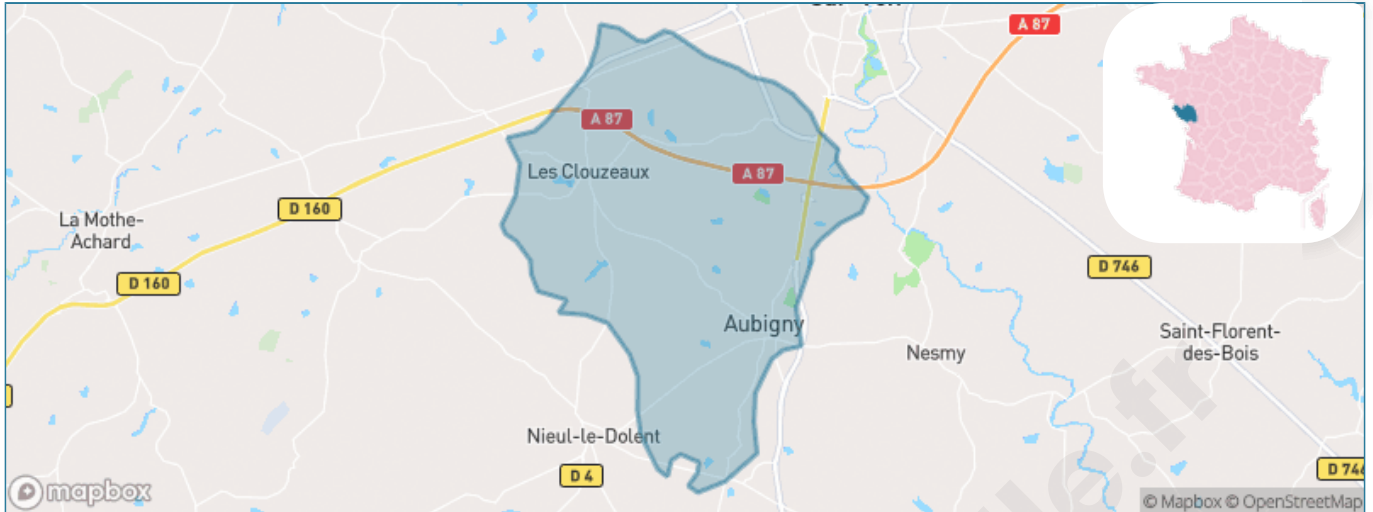 A 87
A 87
Les Clouzeaux
A 87
La Mothe-
Achard
D 160
D 160
D 746
Aubigny
Nesmy
Saint-Florent-
des-Bois
Nieul-le-Dolent
D 4
mapbox
© Mapbox © OpenStreetMap